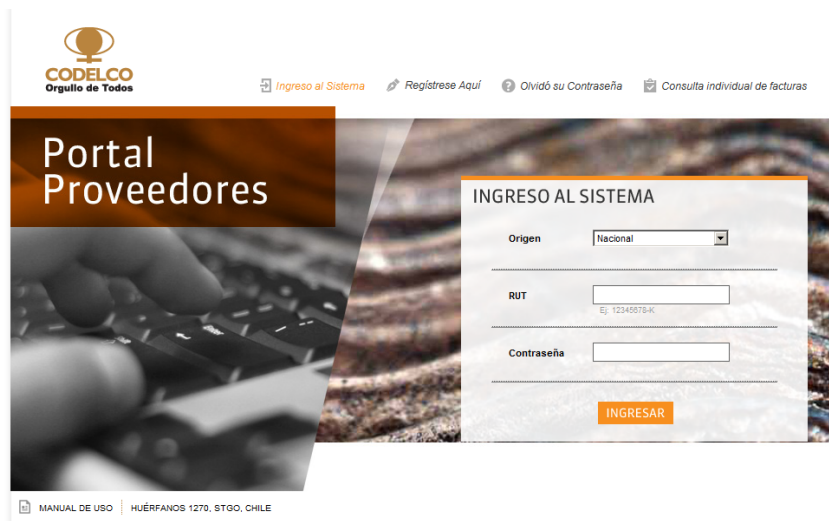 CODELCO
Orgullo de Todos
Ingreso al Sistema
Regístrese Aquí
Olvidó su Contraseña
Consulta individual de facturas
Portal
Proveedores
INGRESO AL SISTEMA
Origen
Nacional
RUT
Ej: 12345678-K
Contraseña
INGRESAR
MANUAL DE USO
HUÉRFANOS 1270, STGO, CHILE